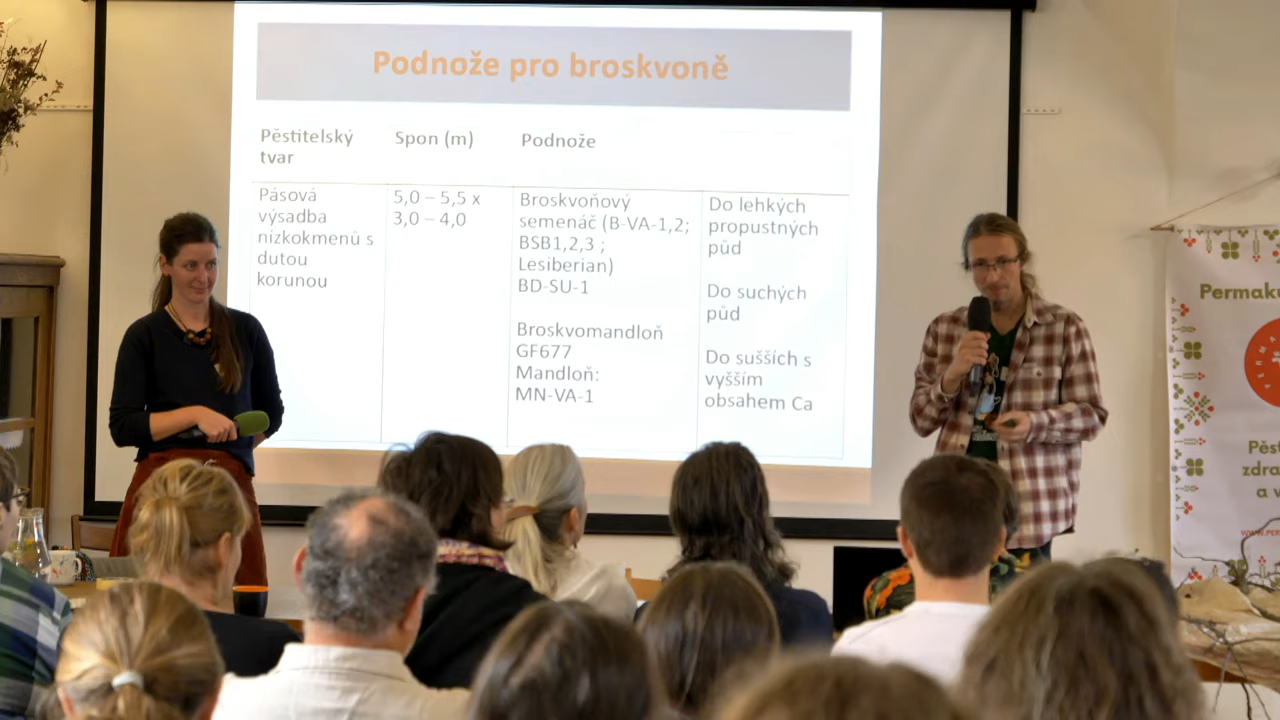 Podnože pro broskvoně
Pěstitelský
tvar
Spon (m)
Podnože
Pásová
výsadba
nízkokmenů s
dutou
korunou
5,0 – 5,5 x
3,0 – 4,0
Broskvoňový
semenáč (B-VA-1,2;
BSB1,2,3 ;
Lesiberian)
BD-SU-1
Broskvomandloň
GF677
Mandloň:
MN-VA-1
Do lehkých
propustných
půd
Do suchých
půd
Do sušších s
vyšším
obsahem Ca
Permaku
Pěs
zdra
a v